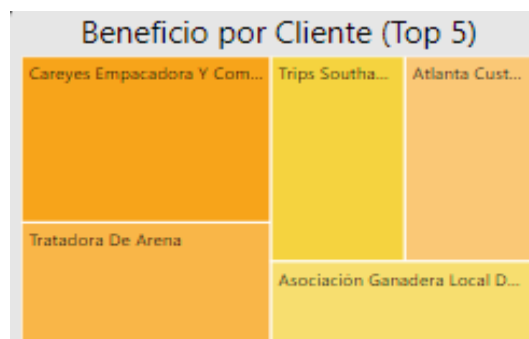 Beneficio por Cliente (Top 5)
Careyes Empacadora Y Com...
Trips Southa...
Atlanta Cust...
Tratadora De Arena
Asociación Ganadera Local D...